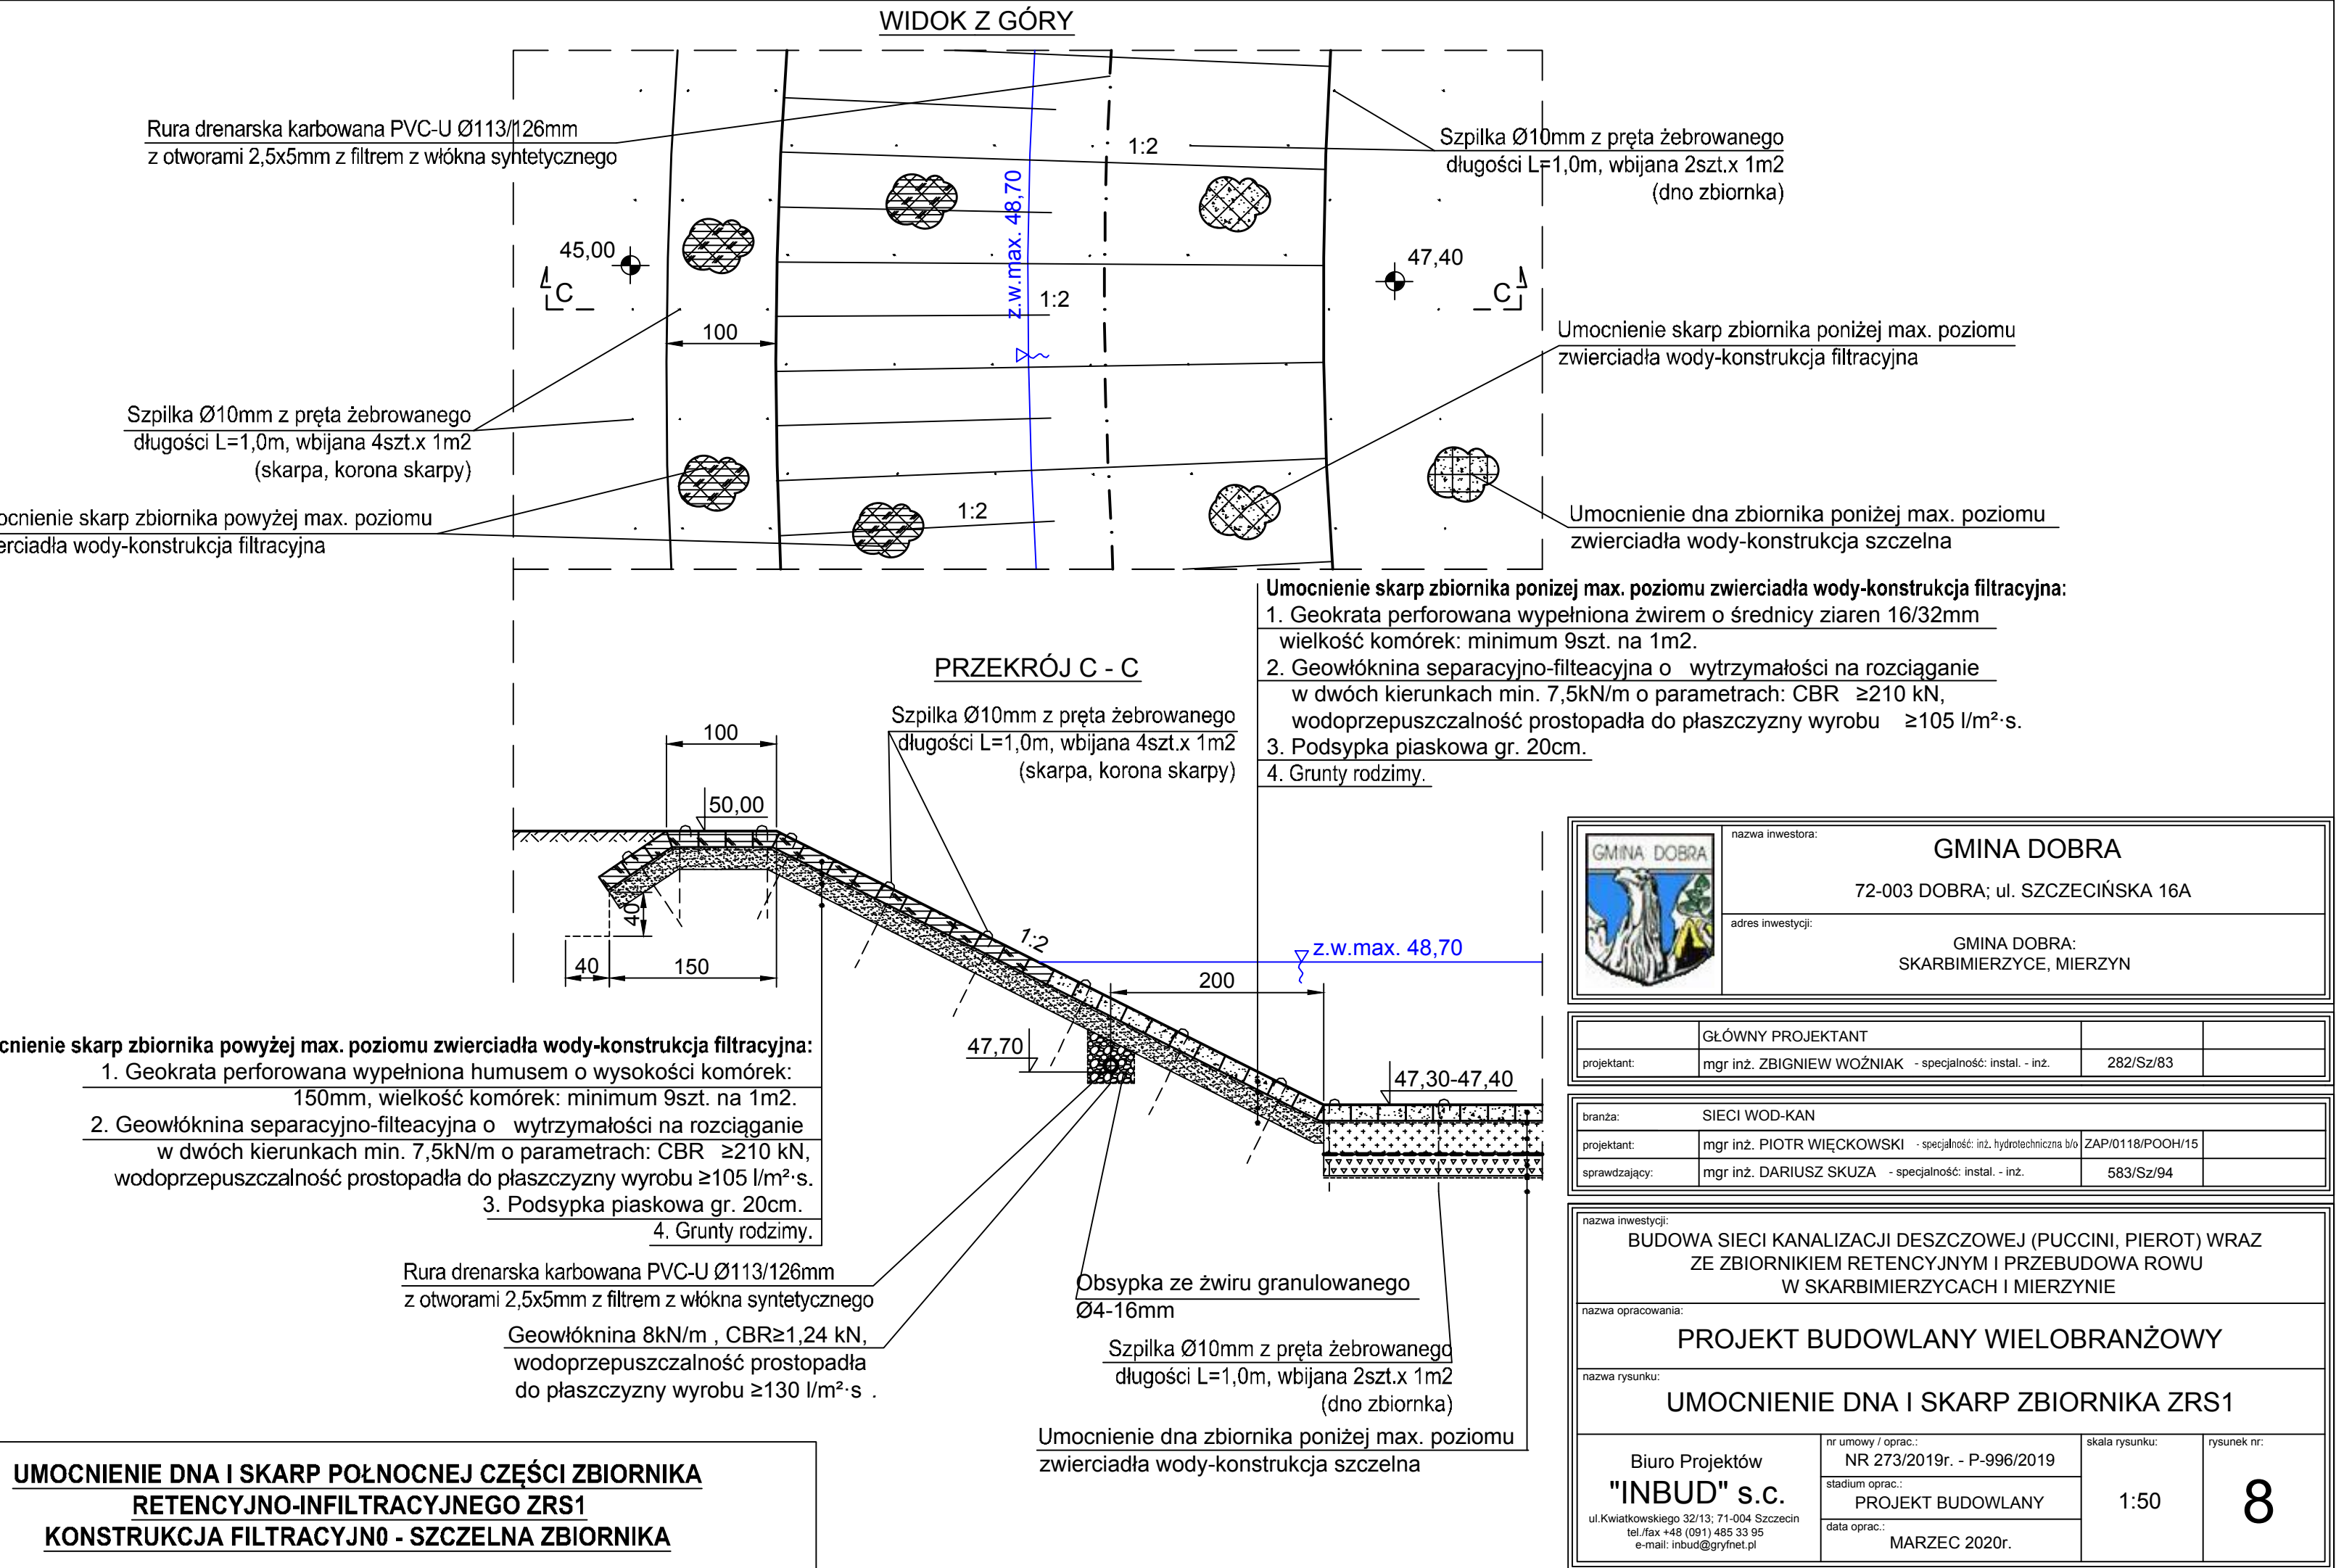 WIDOK Z GÓRY
Rura drenarska karbowana PVC-U Ø113/126mm
z otworami 2,5x5mm z filtrem z włókna syntetycznego
Szpilka Ø10mm z pręta żebrowanego
długości L=1,0m, wbijana 2szt.x 1m2
(dno zbiornka)
1:2
z.w.max. 48,70
45,00
47,40
C
C
1:2
100
Umocnienie skarp zbiornika poniżej max. poziomu
zwierciadła wody-konstrukcja filtracyjna
Szpilka Ø10mm z pręta żebrowanego
długości L=1,0m, wbijana 4szt.x 1m2
(skarpa, korona skarpy)
ocnienie skarp zbiornika powyżej max. poziomu
erciadła wody-konstrukcja filtracyjna
1:2
Umocnienie dna zbiornika poniżej max. poziomu
zwierciadła wody-konstrukcja szczelna
Umocnienie skarp zbiornika ponizej max. poziomu zwierciadła wody-konstrukcja filtracyjna:
1. Geokrata perforowana wypełniona żwirem o średnicy ziaren 16/32mm
wielkość komórek: minimum 9szt. na 1m2.
2. Geowłóknina separacyjno-filteacyjna o wytrzymałości na rozciąganie
w dwóch kierunkach min. 7,5kN/m o parametrach: CBR ≥210 kN,
wodoprzepuszczalność prostopadła do płaszczyzny wyrobu ≥105 l/m²·s.
3. Podsypka piaskowa gr. 20cm.
4. Grunty rodzimy.
PRZEKRÓJ C - C
Szpilka Ø10mm z pręta żebrowanego
długości L=1,0m, wbijana 4szt.x 1m2
(skarpa, korona skarpy)
100
50,00
40
40
150
1:2
z.w.max. 48,70
200
47,70
47,30-47,40
cnienie skarp zbiornika powyżej max. poziomu zwierciadła wody-konstrukcja filtracyjna:
1. Geokrata perforowana wypełniona humusem o wysokości komórek:
150mm, wielkość komórek: minimum 9szt. na 1m2.
2. Geowłóknina separacyjno-filteacyjna o wytrzymałości na rozciąganie
w dwóch kierunkach min. 7,5kN/m o parametrach: CBR ≥210 kN,
wodoprzepuszczalność prostopadła do płaszczyzny wyrobu ≥105 l/m²·s.
3. Podsypka piaskowa gr. 20cm.
4. Grunty rodzimy.
Rura drenarska karbowana PVC-U Ø113/126mm
z otworami 2,5x5mm z filtrem z włókna syntetycznego
Geowłóknina 8kN/m , CBR≥1,24 kN,
wodoprzepuszczalność prostopadła
do płaszczyzny wyrobu ≥130 l/m²·s .
Obsypka ze żwiru granulowanego
Ø4-16mm
Szpilka Ø10mm z pręta żebrowanego
długości L=1,0m, wbijana 2szt.x 1m2
(dno zbiornka)
Umocnienie dna zbiornika poniżej max. poziomu
zwierciadła wody-konstrukcja szczelna
UMOCNIENIE DNA I SKARP POŁNOCNEJ CZĘŚCI ZBIORNIKA
RETENCYJNO-INFILTRACYJNEGO ZRS1
KONSTRUKCJA FILTRACYJN0 - SZCZELNA ZBIORNIKA
GMINA DOBRA
nazwa inwestora:
GMINA DOBRA
72-003 DOBRA; ul. SZCZECIŃSKA 16A
adres inwestycji:
GMINA DOBRA:
SKARBIMIERZYCE, MIERZYN
GŁÓWNY PROJEKTANT
projektant: mgr inż. ZBIGNIEW WOŹNIAK - specjalność: instal. - inż. 282/Sz/83
branża: SIECI WOD-KAN
projektant: mgr inż. PIOTR WIĘCKOWSKI - specjalność: inż. hydrotechniczna b/o ZAP/0118/POOH/15
sprawdzający: mgr inż. DARIUSZ SKUZA - specjalność: instal. - inż. 583/Sz/94
nazwa inwestycji:
BUDOWA SIECI KANALIZACJI DESZCZOWEJ (PUCCINI, PIEROT) WRAZ
ZE ZBIORNIKIEM RETENCYJNYM I PRZEBUDOWA ROWU
W SKARBIMIERZYCACH I MIERZYNIE
nazwa opracowania:
PROJEKT BUDOWLANY WIELOBRANŻOWY
nazwa rysunku:
UMOCNIENIE DNA I SKARP ZBIORNIKA ZRS1
Biuro Projektów
"INBUD" s.c.
ul.Kwiatkowskiego 32/13; 71-004 Szczecin
tel./fax +48 (091) 485 33 95
e-mail: inbud@gryfnet.pl
nr umowy / oprac.:
NR 273/2019r. - P-996/2019
stadium oprac.:
PROJEKT BUDOWLANY
data oprac.:
MARZEC 2020r.
skala rysunku:
1:50
rysunek nr:
8